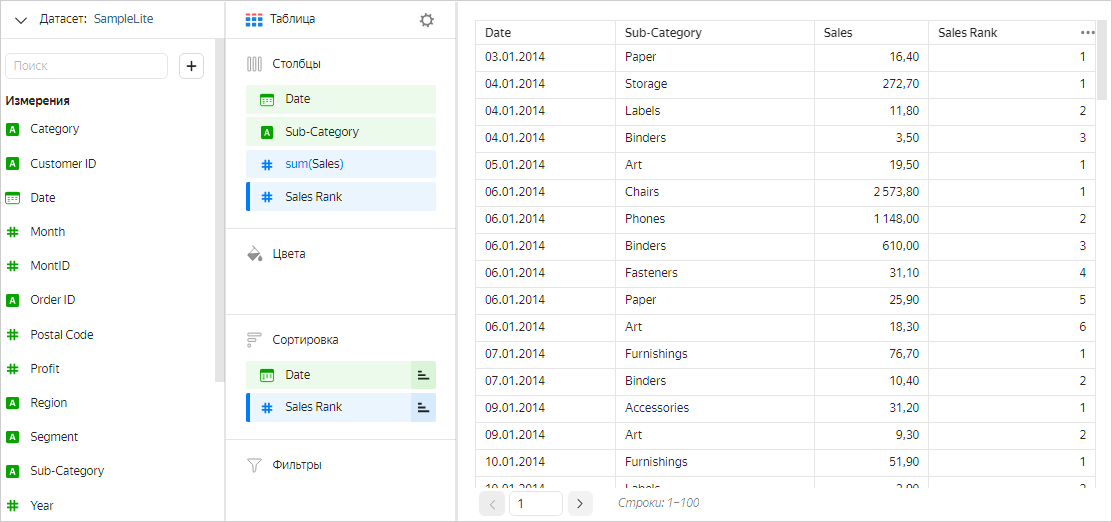 Датасет: SampleLite
Поиск
Измерения
Category
Customer ID
Date
Month
MontID
Order ID
Postal Code
Profit
Region
Segment
Sub-Category
Year
Таблица
Столбцы
Date
Sub-Category
sum(Sales)
Sales Rank
Цвета
Сортировка
Date
Sales Rank
Фильтры
Date Sub-Category Sales Sales Rank
03.01.2014 Paper 16,40 1
04.01.2014 Storage 272,70 1
04.01.2014 Labels 11,80 2
04.01.2014 Binders 3,50 3
05.01.2014 Art 19,50 1
06.01.2014 Chairs 2 573,80 1
06.01.2014 Phones 1 148,00 2
06.01.2014 Binders 610,00 3
06.01.2014 Fasteners 31,10 4
06.01.2014 Paper 25,90 5
06.01.2014 Art 18,30 6
07.01.2014 Furnishings 76,70 1
07.01.2014 Binders 10,40 2
09.01.2014 Accessories 31,20 1
09.01.2014 Art 9,30 2
10.01.2014 Furnishings 51,90 1
10.01.2014 Labels 2,90 2
1
Строки: 1–100